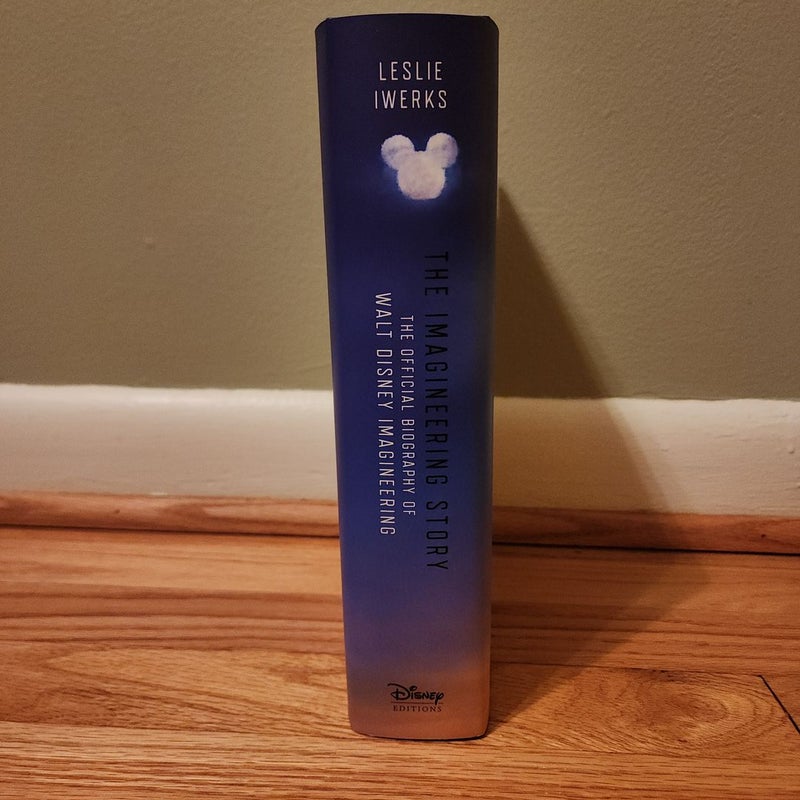 LESLIE
IWERKS
THE IMAGINEERING STORY
THE OFFICIAL BIOGRAPHY OF
WALT DISNEY IMAGINEERING
Disney
EDITIONS